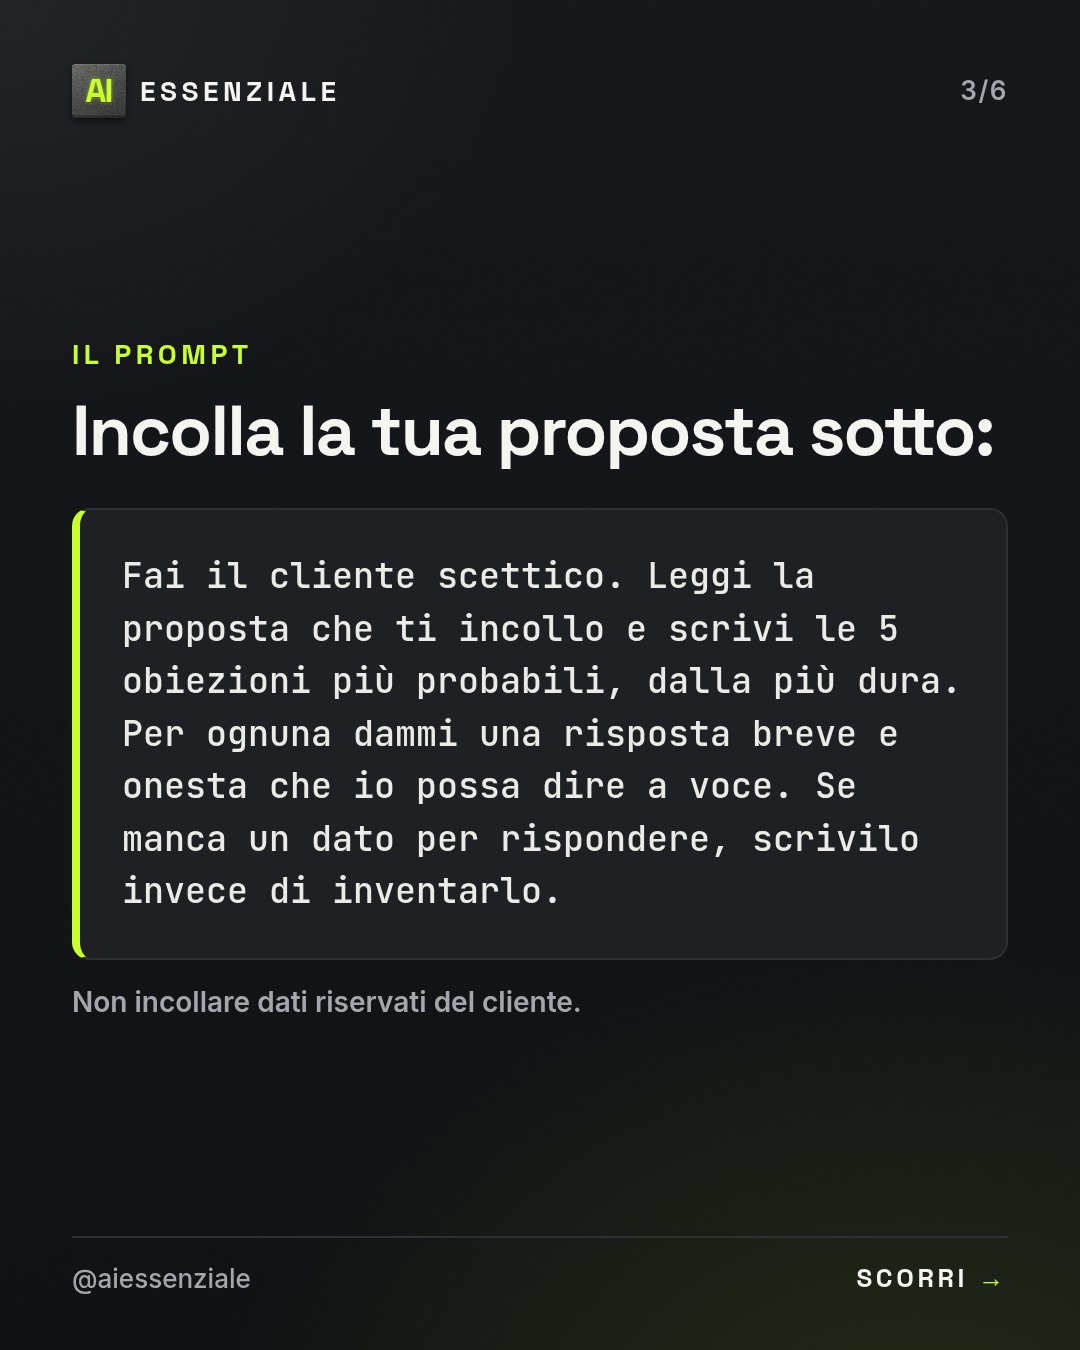 AI ESSENZIALE
3/6
IL PROMPT
Incolla la tua proposta sotto:
Fai il cliente scettico. Leggi la
proposta che ti incollo e scrivi le 5
obiezioni più probabili, dalla più dura.
Per ognuna dammi una risposta breve e
onesta che io possa dire a voce. Se
manca un dato per rispondere, scrivilo
invece di inventarlo.
Non incollare dati riservati del cliente.
@aiessenziale
SCORRI →